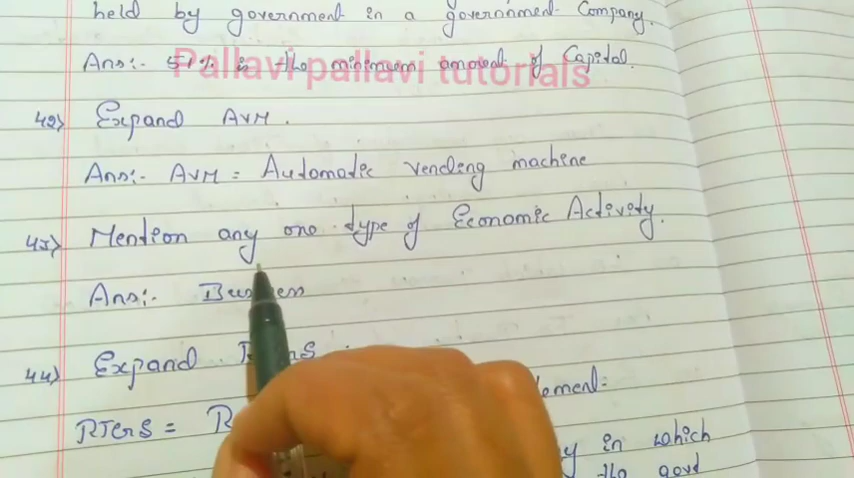 held by government in a government Company.
Ans:- 51% is the minimum amount of Capital.
Pallavi pallavi tutorials
42) Expand AVM.
Ans:- AVM = Automatic vending machine
43) Mention any one type of Economic Activity.
Ans:- Business
44) Expand
RTGS = R
in which
the govt